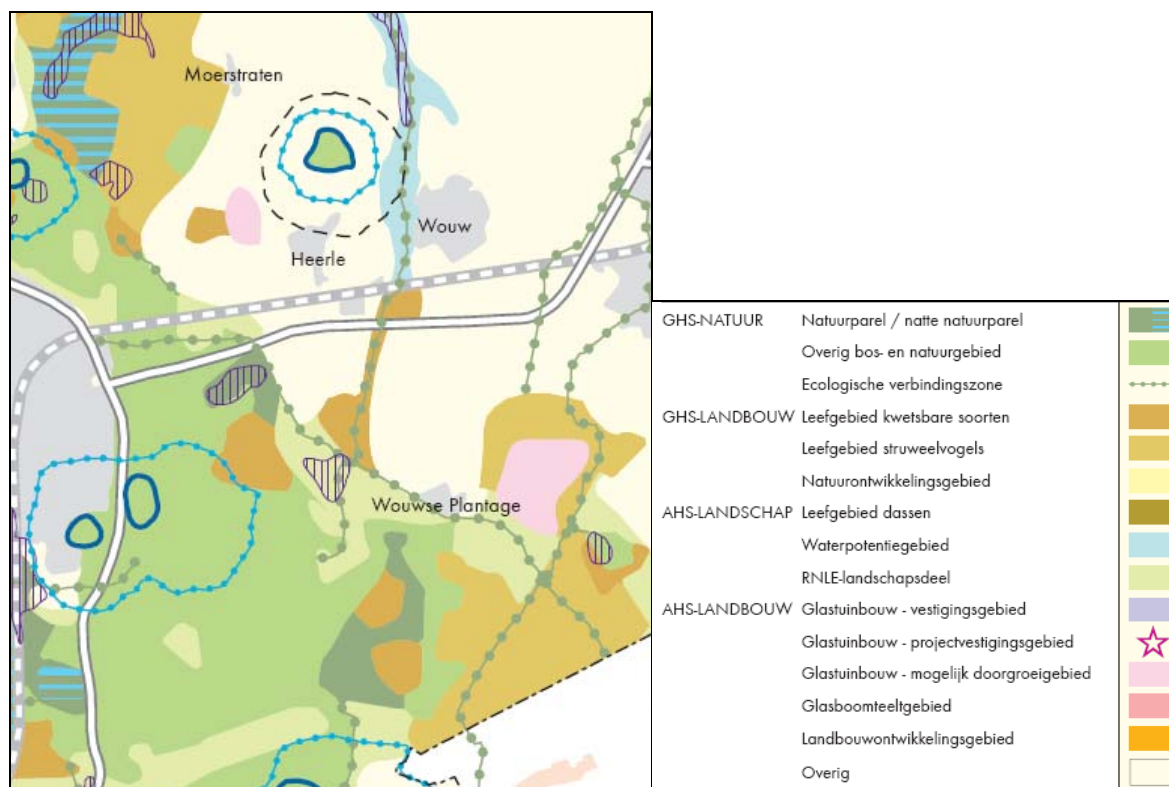 Moerstraten
Wouw
Heerle
Wouwse Plantage
GHS-NATUUR Natuurparel / natte natuurparel
Overig bos- en natuurgebied
Ecologische verbindingszone
GHS-LANDBOUW Leefgebied kwetsbare soorten
Leefgebied struweelvogels
Natuurontwikkelingsgebied
AHS-LANDSCHAP Leefgebied dassen
Waterpotentiegebied
RNLE-landschapsdeel
AHS-LANDBOUW Glastuinbouw - vestigingsgebied
Glastuinbouw - projectvestigingsgebied
Glastuinbouw - mogelijk doorgroeigebied
Glasboomteeltgebied
Landbouwontwikkelingsgebied
Overig